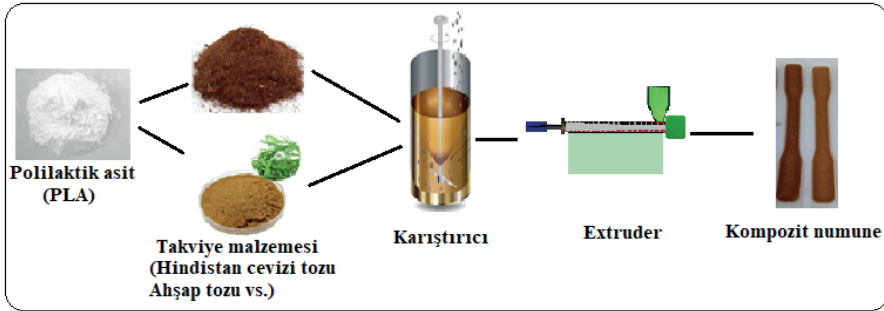 Polilaktik asit
(PLA)
Takviye malzemesi
(Hindistan cevizi tozu
Ahşap tozu vs.)
Karıştırıcı
Extruder
Kompozit numune